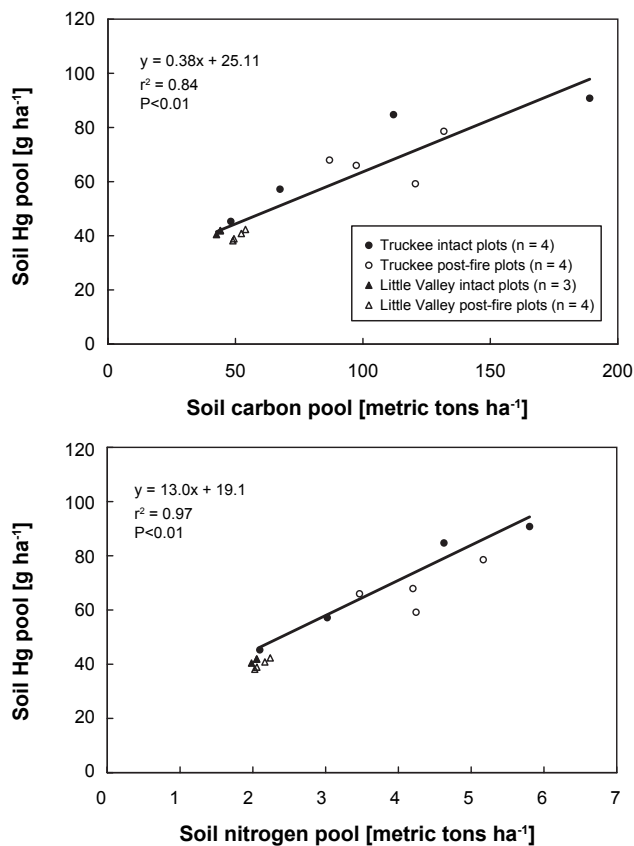 120
100
80
60
40
20
0
Soil Hg pool [g ha⁻¹]
y = 0.38x + 25.11
r² = 0.84
P<0.01
Truckee intact plots (n = 4)
Truckee post-fire plots (n = 4)
Little Valley intact plots (n = 3)
Little Valley post-fire plots (n = 4)
0 50 100 150 200
Soil carbon pool [metric tons ha⁻¹]
120
100
80
60
40
20
0
Soil Hg pool [g ha⁻¹]
y = 13.0x + 19.1
r² = 0.97
P<0.01
0 1 2 3 4 5 6 7
Soil nitrogen pool [metric tons ha⁻¹]